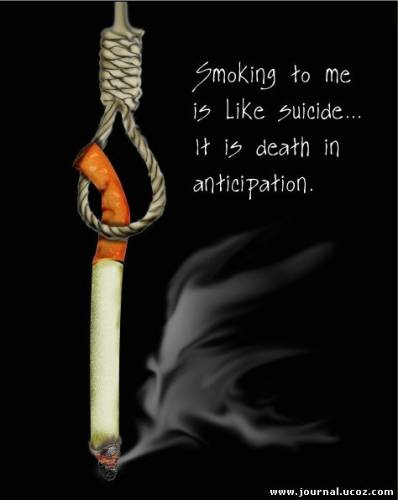 Smoking to me
is Like suicide...
It is death in
anticipation.
www.journal.ucoz.com